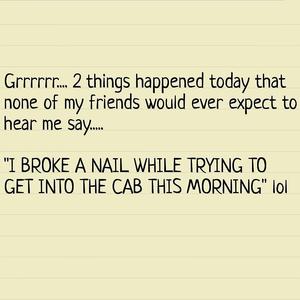 Grrrrrr.... 2 things happened today that
none of my friends would ever expect to
hear me say.....
"I BROKE A NAIL WHILE TRYING TO
GET INTO THE CAB THIS MORNING" lol